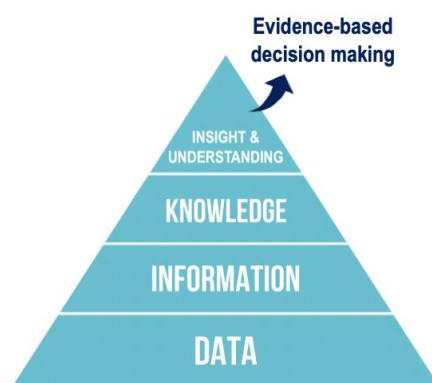 Evidence-based
decision making
INSIGHT &
UNDERSTANDING
KNOWLEDGE
INFORMATION
DATA